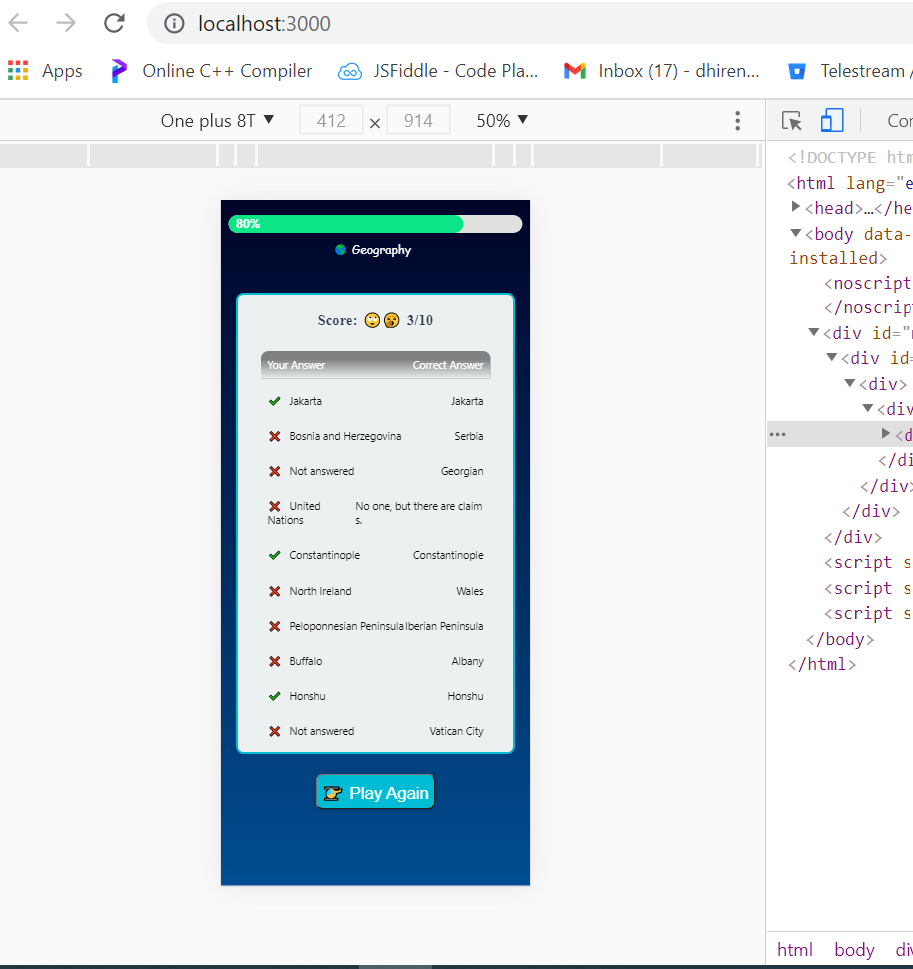 localhost:3000
Apps Online C++ Compiler JSFiddle - Code Pla... Inbox (17) - dhiren... Telestream /
One plus 8T 412 × 914 50%
80%
Geography
Score: 3/10
Your Answer Correct Answer
Jakarta Jakarta
Bosnia and Herzegovina Serbia
Not answered Georgian
United No one, but there are claim
Nations s.
Constantinople Constantinople
North Ireland Wales
Peloponnesian Peninsula Iberian Peninsula
Buffalo Albany
Honshu Honshu
Not answered Vatican City
Play Again
Cor
<!DOCTYPE htm
<html lang="e
<head>…</hea
<body data-
installed>
<noscript
</noscrip
<div id="r
<div id=
<div>
<div
<d
</di
</div>
</div>
</div>
<script s
<script s
<script s
</body>
</html>
html body div